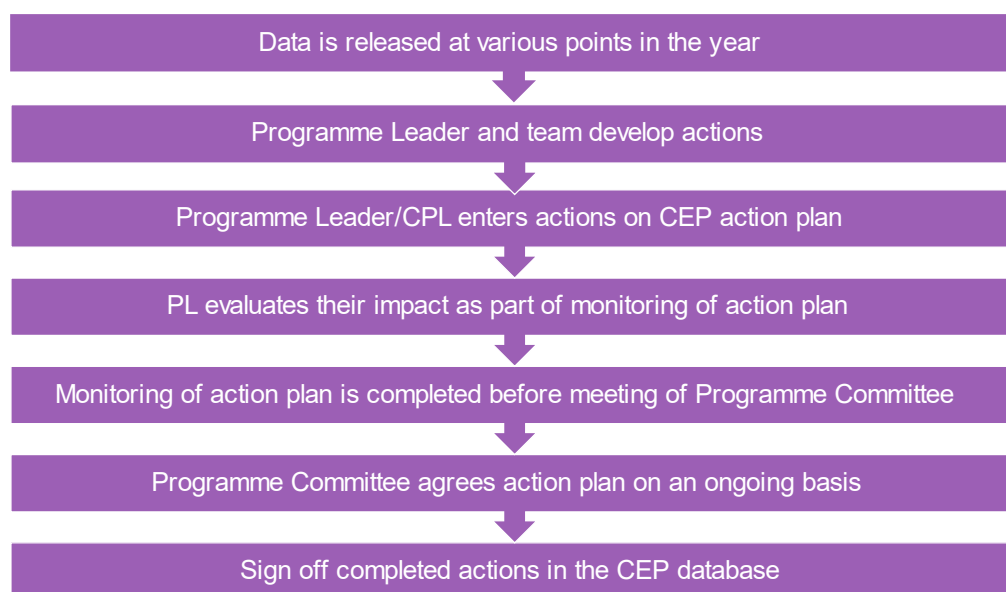 Data is released at various points in the year
Programme Leader and team develop actions
Programme Leader/CPL enters actions on CEP action plan
PL evaluates their impact as part of monitoring of action plan
Monitoring of action plan is completed before meeting of Programme Committee
Programme Committee agrees action plan on an ongoing basis
Sign off completed actions in the CEP database